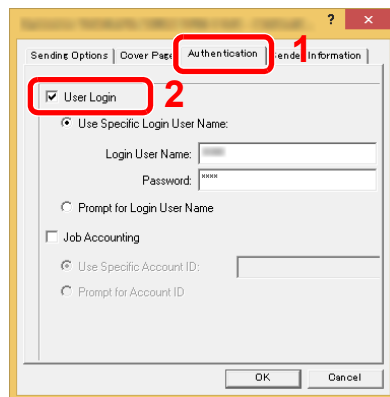 ?
Sending Options Cover Page Authentication 1 Sender Information
User Login 2
Use Specific Login User Name:
Login User Name:
Password: ****
Prompt for Login User Name
Job Accounting
Use Specific Account ID:
Prompt for Account ID
OK Cancel